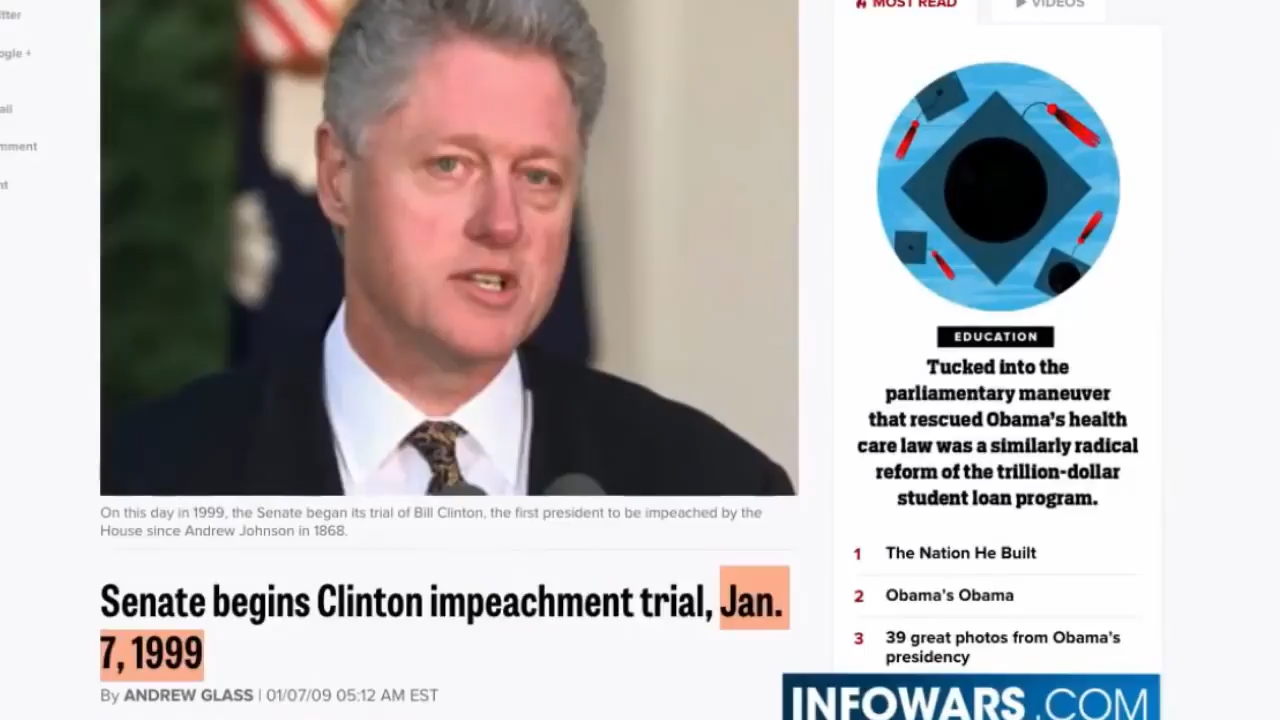 itter
ogle +
ail
mment
nt
On this day in 1999, the Senate began its trial of Bill Clinton, the first president to be impeached by the
House since Andrew Johnson in 1868.
Senate begins Clinton impeachment trial, Jan.
7, 1999
By ANDREW GLASS | 01/07/09 05:12 AM EST
MOST READ
VIDEOS
EDUCATION
Tucked into the
parliamentary maneuver
that rescued Obama's health
care law was a similarly radical
reform of the trillion-dollar
student loan program.
1 The Nation He Built
2 Obama's Obama
3 39 great photos from Obama's
presidency
INFOWARS.COM